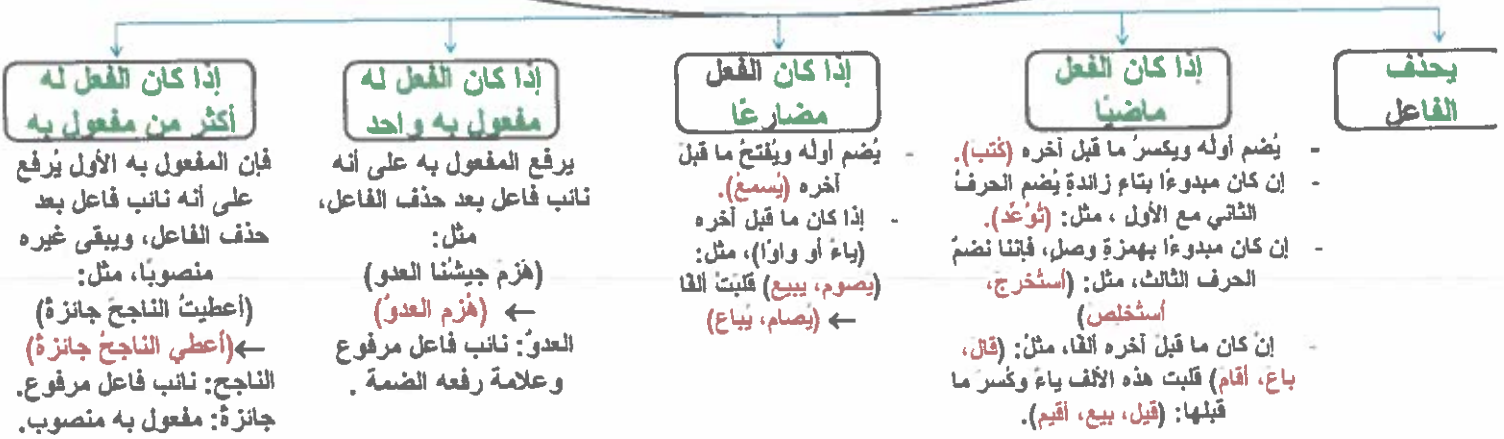 يحذف
الفاعل
إذا كان الفعل
ماضيًا
- يُضم أوله ويكسرُ ما قبل آخره (كُتب).
- إن كان مبدوءًا بتاءٍ زائدةٍ يُضم الحرفُ
الثاني مع الأول ، مثل: (تُوُعِّد).
- إن كان مبدوءًا بهمزةِ وصلٍ، فإننا نضمُ
الحرف الثالث، مثل: (اُستُخرج،
اُستُخلص)
- إنْ كان ما قبلَ آخره ألفًا، مثلُ: (قال،
باعَ، أقام) قلبت هذه الألف ياءً وكُسرَ ما
قبلها: (قيل، بيع، أقيم).
إذا كان الفعل
مضارعًا
- يُضم أوله ويُفتحُ ما قبلَ
آخره (يُسمعُ).
- إذا كان ما قبل آخره
(ياءً أو واوًا)، مثل:
(يصوم، يبيع) قلبَتْ ألفًا
← (يُصام، يُباع)
إذا كان الفعل له
مفعول به واحد
يرفع المفعول به على أنه
نائب فاعل بعد حذف الفاعل،
مثل:
(هَزم جيشُنا العدو)
← (هُزم العدوُ)
العدوُ: نائب فاعل مرفوع
وعلامة رفعه الضمة .
إذا كان الفعل له
أكثر من مفعول به
فإن المفعول به الأول يُرفع
على أنه نائب فاعل بعد
حذف الفاعل، ويبقى غيره
منصوبًا، مثل:
(أعطيتُ الناجحَ جائزةً)
←(أُعطي الناجحُ جائزةً)
الناجح: نائب فاعل مرفوع.
جائزةً: مفعول به منصوب.